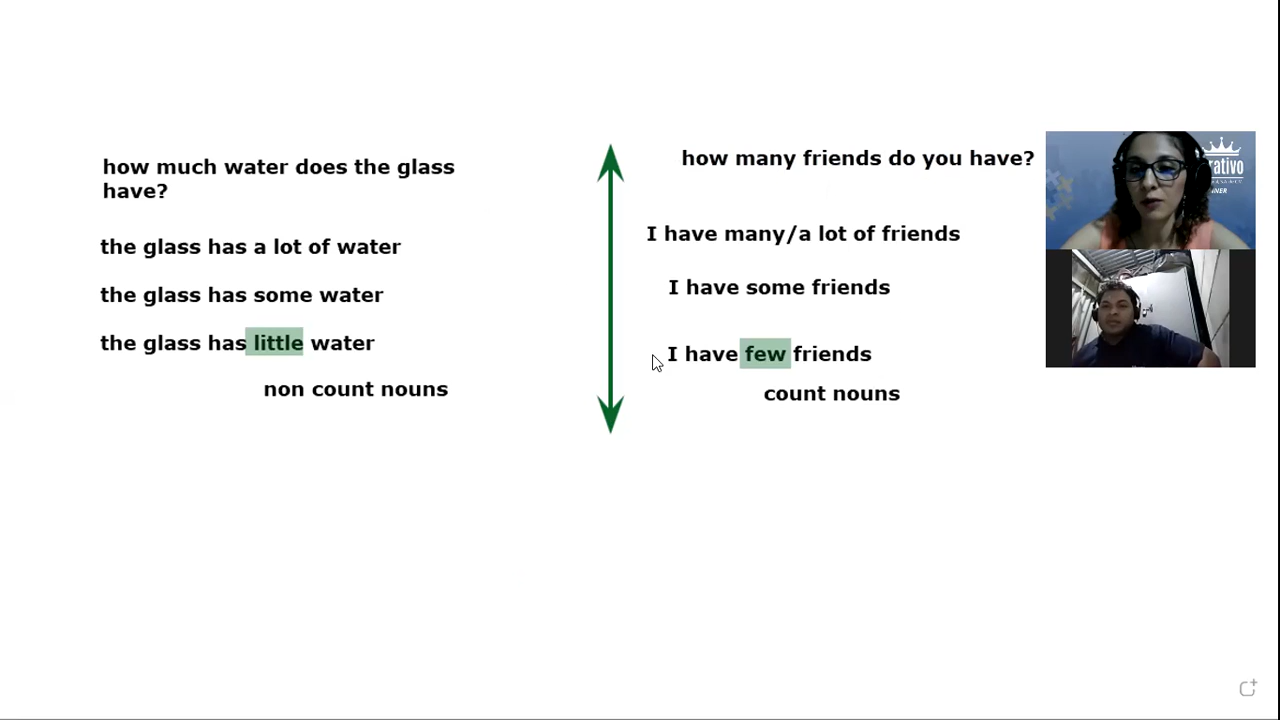 how much water does the glass
have?
the glass has a lot of water
the glass has some water
the glass has little water
non count nouns
how many friends do you have?
I have many/a lot of friends
I have some friends
I have few friends
count nouns